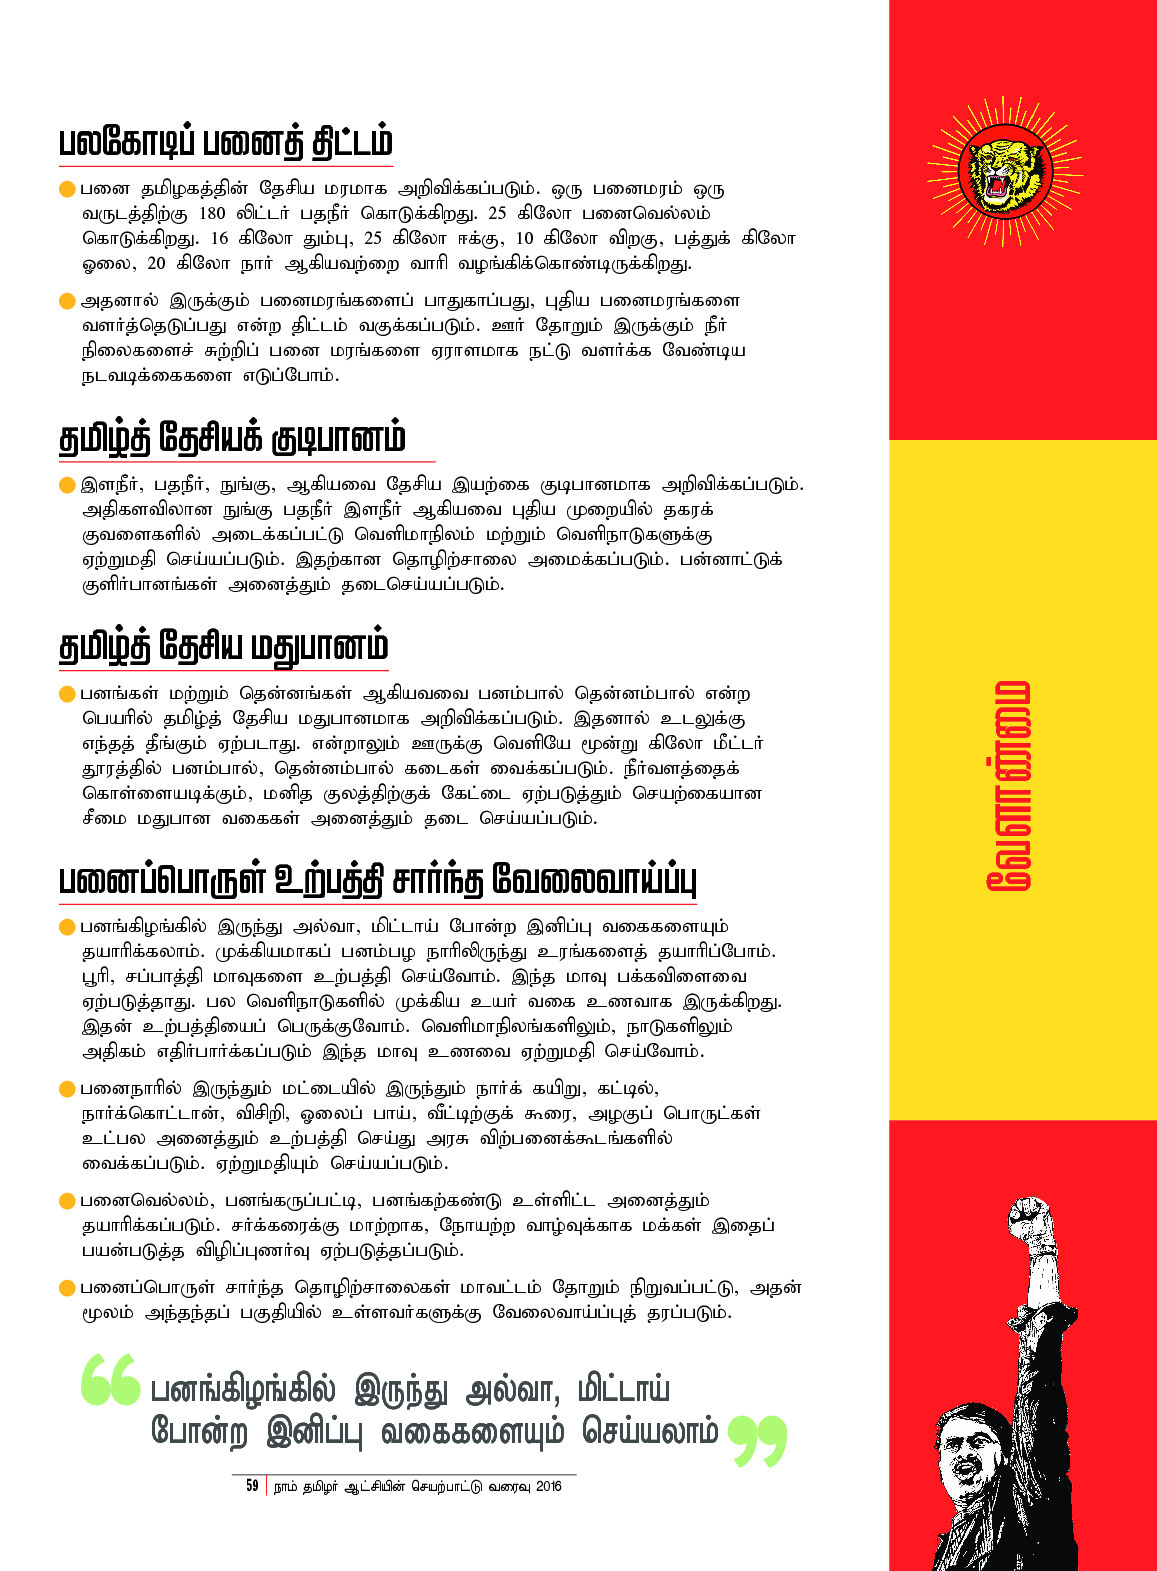 பலகோடிப் பனைத் திட்டம்
பனை தமிழகத்தின் தேசிய மரமாக அறிவிக்கப்படும். ஒரு பனைமரம் ஒரு
வருடத்திற்கு 180 லிட்டர் பதநீர் கொடுக்கிறது. 25 கிலோ பனைவெல்லம்
கொடுக்கிறது. 16 கிலோ தும்பு, 25 கிலோ ஈக்கு, 10 கிலோ விறகு, பத்துக் கிலோ
ஓலை, 20 கிலோ நார் ஆகியவற்றை வாரி வழங்கிக்கொண்டிருக்கிறது.
அதனால் இருக்கும் பனைமரங்களைப் பாதுகாப்பது, புதிய பனைமரங்களை
வளர்த்தெடுப்பது என்ற திட்டம் வகுக்கப்படும். ஊர் தோறும் இருக்கும் நீர்
நிலைகளைச் சுற்றிப் பனை மரங்களை ஏராளமாக நட்டு வளர்க்க வேண்டிய
நடவடிக்கைகளை எடுப்போம்.
தமிழ்த் தேசியக் குடிபானம்
இளநீர், பதநீர், நுங்கு, ஆகியவை தேசிய இயற்கை குடிபானமாக அறிவிக்கப்படும்.
அதிகளவிலான நுங்கு பதநீர் இளநீர் ஆகியவை புதிய முறையில் தகரக்
குவளைகளில் அடைக்கப்பட்டு வெளிமாநிலம் மற்றும் வெளிநாடுகளுக்கு
ஏற்றுமதி செய்யப்படும். இதற்கான தொழிற்சாலை அமைக்கப்படும். பன்னாட்டுக்
குளிர்பானங்கள் அனைத்தும் தடைசெய்யப்படும்.
தமிழ்த் தேசிய மதுபானம்
பனங்கள் மற்றும் தென்னங்கள் ஆகியவவை பனம்பால் தென்னம்பால் என்ற
பெயரில் தமிழ்த் தேசிய மதுபானமாக அறிவிக்கப்படும். இதனால் உடலுக்கு
எந்தத் தீங்கும் ஏற்படாது. என்றாலும் ஊருக்கு வெளியே மூன்று கிலோ மீட்டர்
தூரத்தில் பனம்பால், தென்னம்பால் கடைகள் வைக்கப்படும். நீர்வளத்தைக்
கொள்ளையடிக்கும், மனித குலத்திற்குக் கேட்டை ஏற்படுத்தும் செயற்கையான
சீமை மதுபான வகைகள் அனைத்தும் தடை செய்யப்படும்.
பனைப்பொருள் உற்பத்தி சார்ந்த வேலைவாய்ப்பு
பனங்கிழங்கில் இருந்து அல்வா, மிட்டாய் போன்ற இனிப்பு வகைகளையும்
தயாரிக்கலாம். முக்கியமாகப் பனம்பழ நாரிலிருந்து உரங்களைத் தயாரிப்போம்.
பூரி, சப்பாத்தி மாவுகளை உற்பத்தி செய்வோம். இந்த மாவு பக்கவிளைவை
ஏற்படுத்தாது. பல வெளிநாடுகளில் முக்கிய உயர் வகை உணவாக இருக்கிறது.
இதன் உற்பத்தியைப் பெருக்குவோம். வெளிமாநிலங்களிலும், நாடுகளிலும்
அதிகம் எதிர்பார்க்கப்படும் இந்த மாவு உணவை ஏற்றுமதி செய்வோம்.
பனைநாரில் இருந்தும் மட்டையில் இருந்தும் நார்க் கயிறு, கட்டில்,
நார்க்கொட்டான், விசிறி, ஓலைப் பாய், வீட்டிற்குக் கூரை, அழகுப் பொருட்கள்
உட்பல அனைத்தும் உற்பத்தி செய்து அரசு விற்பனைக்கூடங்களில்
வைக்கப்படும். ஏற்றுமதியும் செய்யப்படும்.
பனைவெல்லம், பனங்கருப்பட்டி, பனங்கற்கண்டு உள்ளிட்ட அனைத்தும்
தயாரிக்கப்படும். சர்க்கரைக்கு மாற்றாக, நோயற்ற வாழ்வுக்காக மக்கள் இதைப்
பயன்படுத்த விழிப்புணர்வு ஏற்படுத்தப்படும்.
பனைப்பொருள் சார்ந்த தொழிற்சாலைகள் மாவட்டம் தோறும் நிறுவப்பட்டு, அதன்
மூலம் அந்தந்தப் பகுதியில் உள்ளவர்களுக்கு வேலைவாய்ப்புத் தரப்படும்.
❝ பனங்கிழங்கில் இருந்து அல்வா, மிட்டாய்
போன்ற இனிப்பு வகைகளையும் செய்யலாம் ❞
59 | நாம் தமிழர் ஆட்சியின் செயற்பாட்டு வரைவு 2016
வேளாண்மை